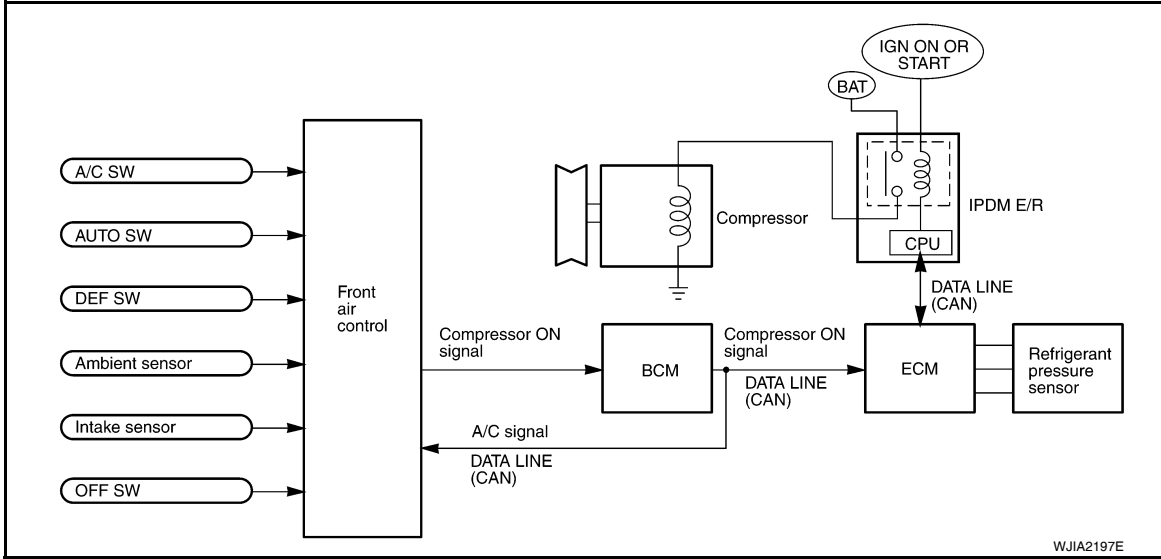 IGN ON OR
START
BAT
A/C SW
AUTO SW
DEF SW
Ambient sensor
Intake sensor
OFF SW
Front
air
control
Compressor
IPDM E/R
CPU
DATA LINE
(CAN)
Compressor ON
signal
BCM
Compressor ON
signal
DATA LINE
(CAN)
ECM
Refrigerant
pressure
sensor
A/C signal
DATA LINE
(CAN)
WJIA2197E